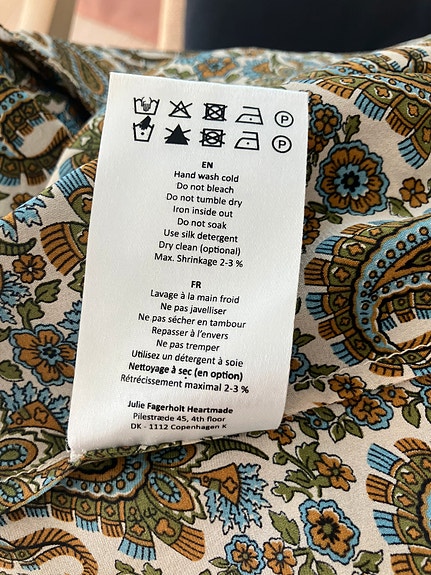 P
P
EN
Hand wash cold
Do not bleach
Do not tumble dry
Iron inside out
Do not soak
Use silk detergent
Dry clean (optional)
Max. Shrinkage 2-3 %
FR
Lavage à la main froid
Ne pas javelliser
Ne pas sécher en tambour
Repasser à l'envers
Ne pas tremper
Utilisez un détergent à soie
Nettoyage à sec (en option)
Rétrécissement maximal 2-3 %
Julie Fagerholt Heartmade
Pilestræde 45, 4th floor
DK - 1112 Copenhagen K